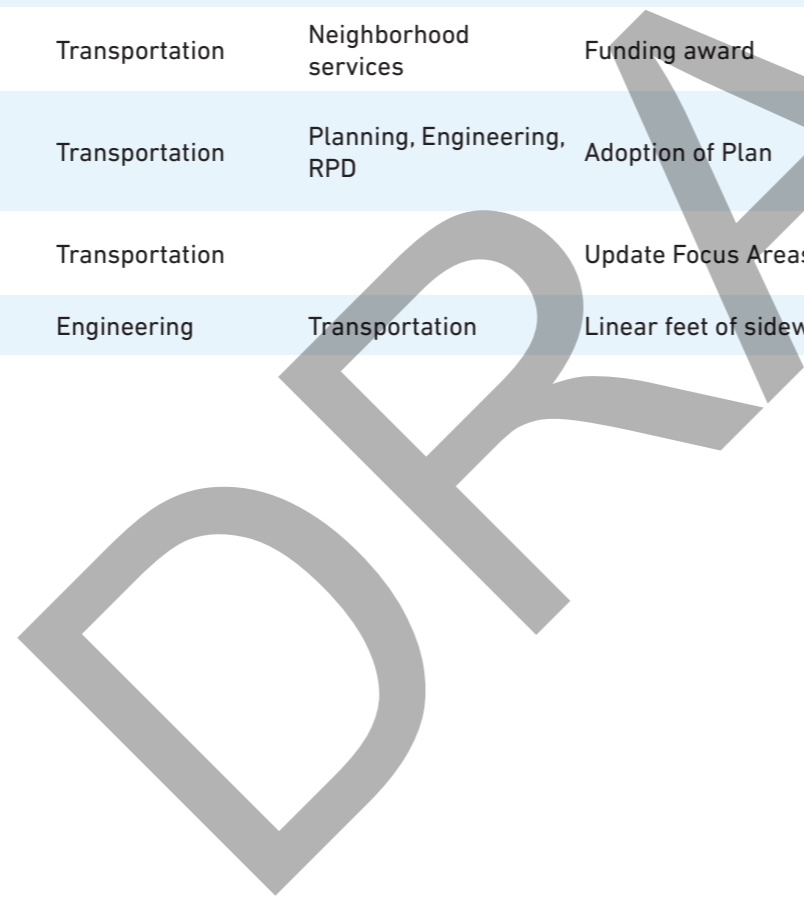 Transportation Neighborhood services Funding award
Transportation Planning, Engineering, RPD Adoption of Plan
Transportation Update Focus Areas
Engineering Transportation Linear feet of
DRA